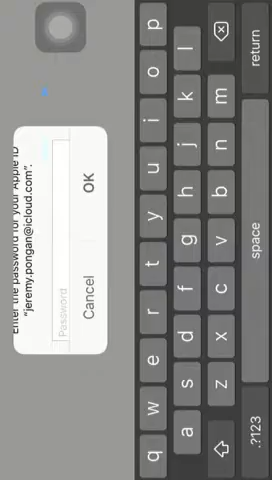 Enter the password for your Apple ID
"jeremy.pongan@icloud.com".
Password
Cancel OK
q w e r t y u i o p
a s d f g h j k l
z x c v b n m
.?123 space return